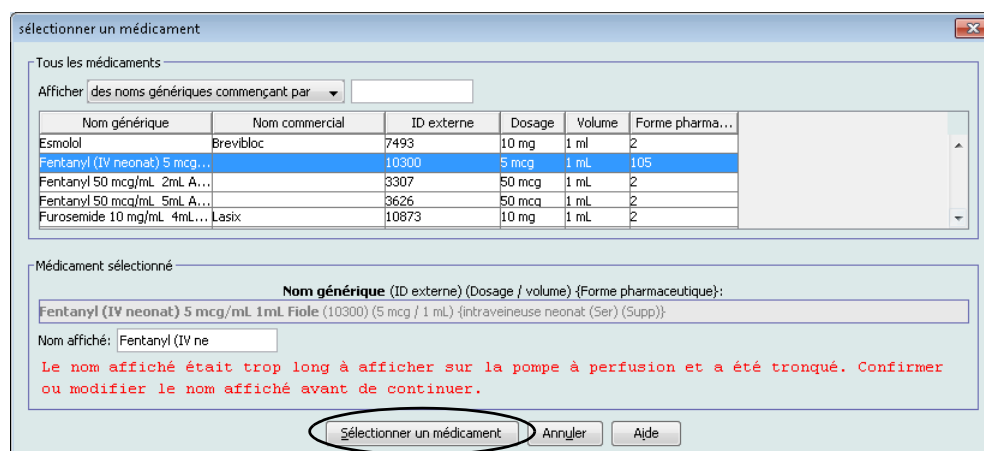 sélectionner un médicament
Tous les médicaments
Afficher des noms génériques commençant par
Nom générique Nom commercial ID externe Dosage Volume Forme pharma...
Esmolol Brevibloc 7493 10 mg 1 ml 2
Fentanyl (IV neonat) 5 mcg... 10300 5 mcg 1 mL 105
Fentanyl 50 mcg/mL 2mL A... 3307 50 mcg 1 mL 2
Fentanyl 50 mcg/mL 5mL A... 3626 50 mcg 1 mL 2
Furosemide 10 mg/mL 4mL... Lasix 10873 10 mg 1 mL 2
Médicament sélectionné
Nom générique (ID externe) (Dosage / volume) {Forme pharmaceutique}:
Fentanyl (IV neonat) 5 mcg/mL 1mL Fiole (10300) (5 mcg / 1 mL) {intraveineuse neonat (Ser) (Supp)}
Nom affiché: Fentanyl (IV ne
Le nom affiché était trop long à afficher sur la pompe à perfusion et a été tronqué. Confirmer
ou modifier le nom affiché avant de continuer.
Sélectionner un médicament Annuler Aide